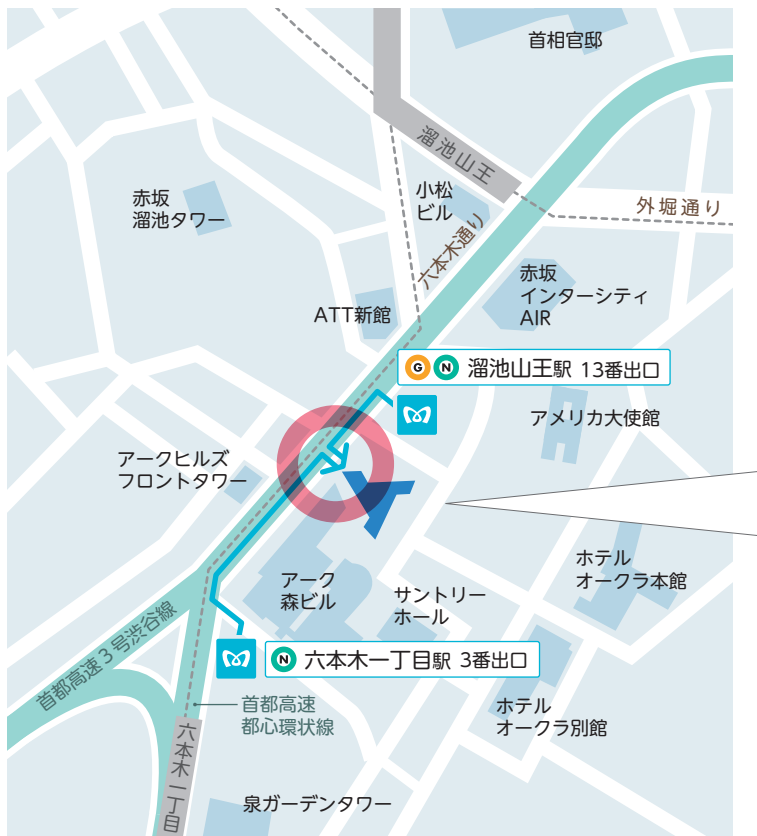 首相官邸
溜池山王
赤坂
溜池タワー
小松
ビル
外堀通り
六本木通り
赤坂
インターシティ
AIR
ATT新館
G N 溜池山王駅 13番出口
アメリカ大使館
アークヒルズ
フロントタワー
ホテル
オークラ本館
アーク
森ビル
サントリー
ホール
首都高速3号渋谷線
N 六本木一丁目駅 3番出口
首都高速
都心環状線
ホテル
オークラ別館
六本木一丁目
泉ガーデンタワー